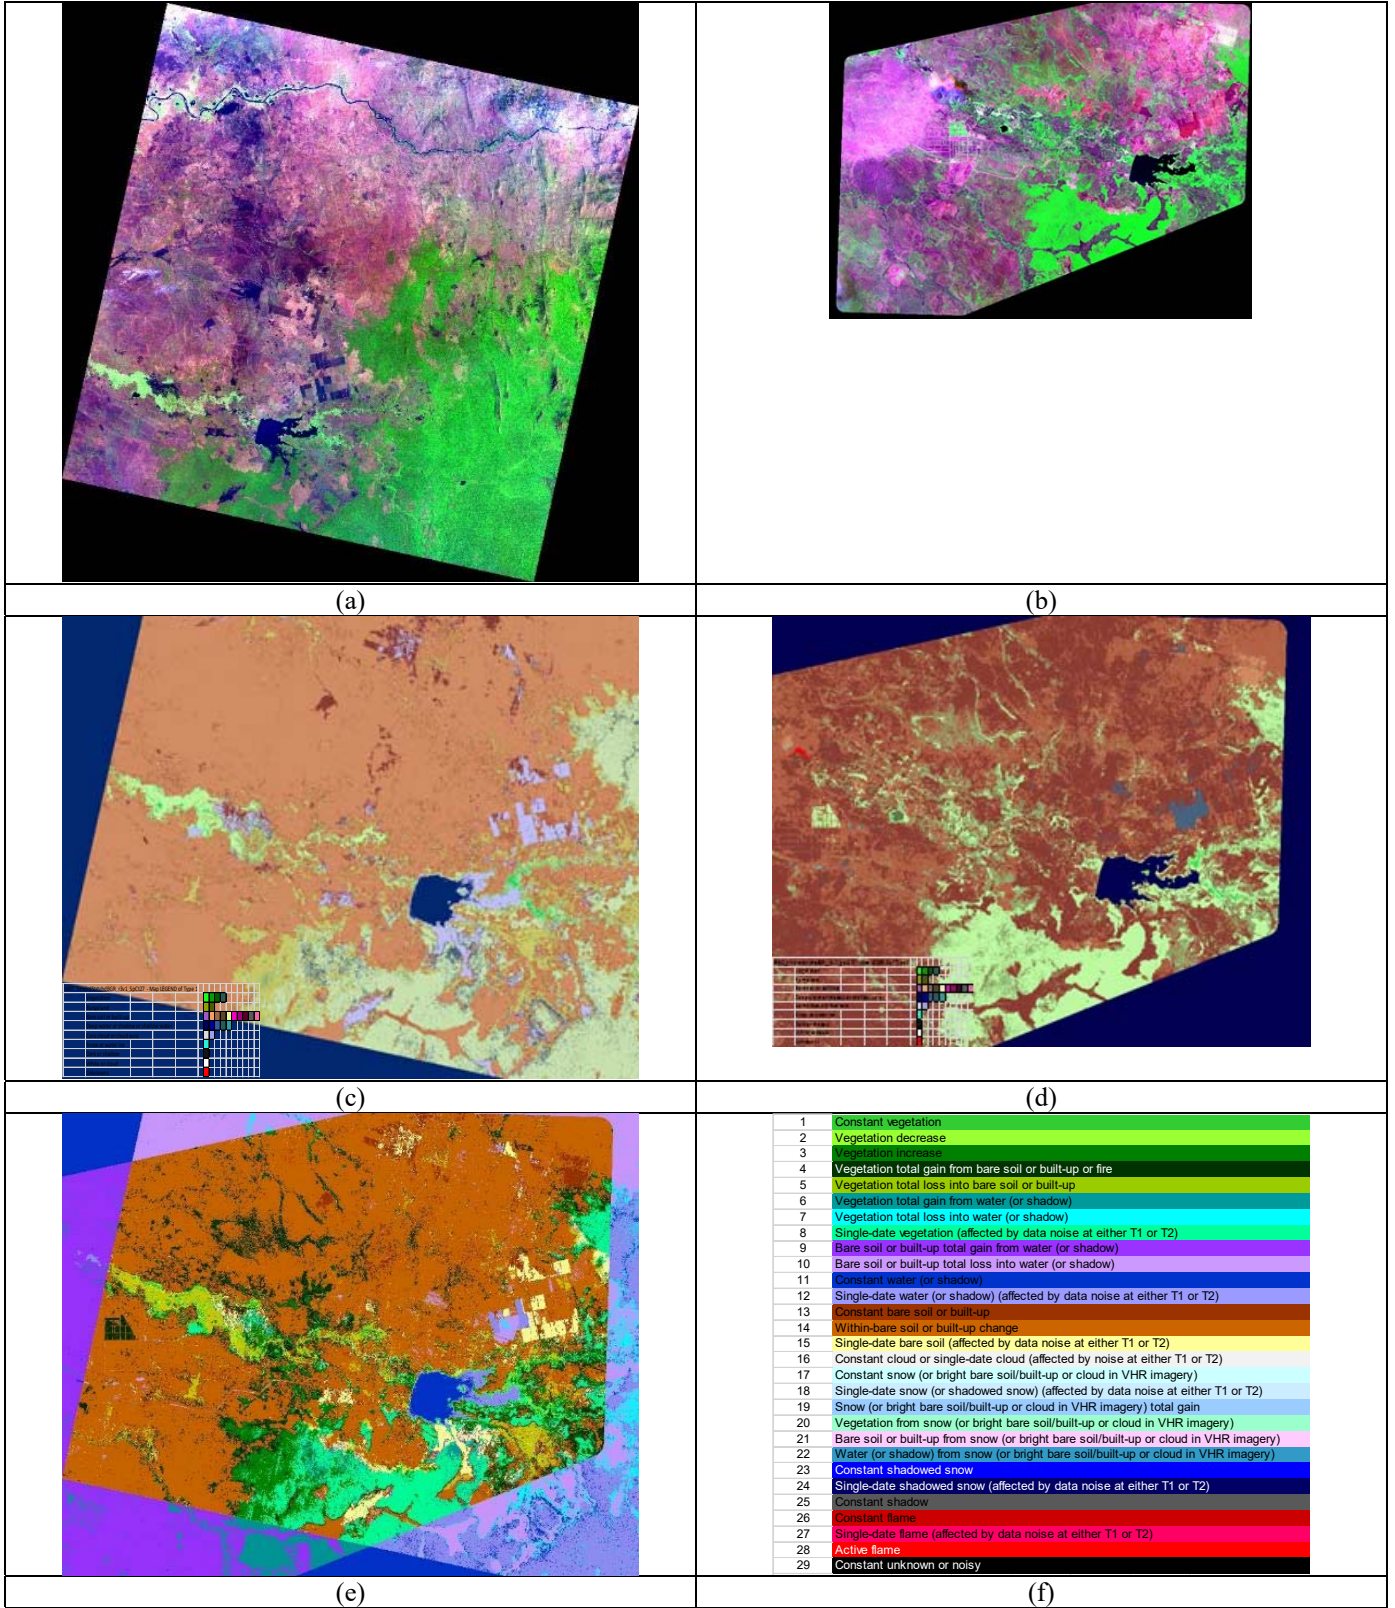 (a)
(b)
(c)
(d)
Map LEGEND of Type 1
1 Constant vegetation
2 Vegetation decrease
3 Vegetation increase
4 Vegetation total gain from bare soil or built-up or fire
5 Vegetation total loss into bare soil or built-up
6 Vegetation total gain from water (or shadow)
7 Vegetation total loss into water (or shadow)
8 Single-date vegetation (affected by data noise at either T1 or T2)
9 Bare soil or built-up total gain from water (or shadow)
10 Bare soil or built-up total loss into water (or shadow)
11 Constant water (or shadow)
12 Single-date water (or shadow) (affected by data noise at either T1 or T2)
13 Constant bare soil or built-up
14 Within-bare soil or built-up change
15 Single-date bare soil (affected by data noise at either T1 or T2)
16 Constant cloud or single-date cloud (affected by noise at either T1 or T2)
17 Constant snow (or bright bare soil/built-up or cloud in VHR imagery)
18 Single-date snow (or shadowed snow) (affected by data noise at either T1 or T2)
19 Snow (or bright bare soil/built-up or cloud in VHR imagery) total gain
20 Vegetation from snow (or bright bare soil/built-up or cloud in VHR imagery)
21 Bare soil or built-up from snow (or bright bare soil/built-up or cloud in VHR imagery)
22 Water (or shadow) from snow (or bright bare soil/built-up or cloud in VHR imagery)
23 Constant shadowed snow
24 Single-date shadowed snow (affected by data noise at either T1 or T2)
25 Constant shadow
26 Constant flame
27 Single-date flame (affected by data noise at either T1 or T2)
28 Active flame
29 Constant unknown or noisy
(e)
(f)